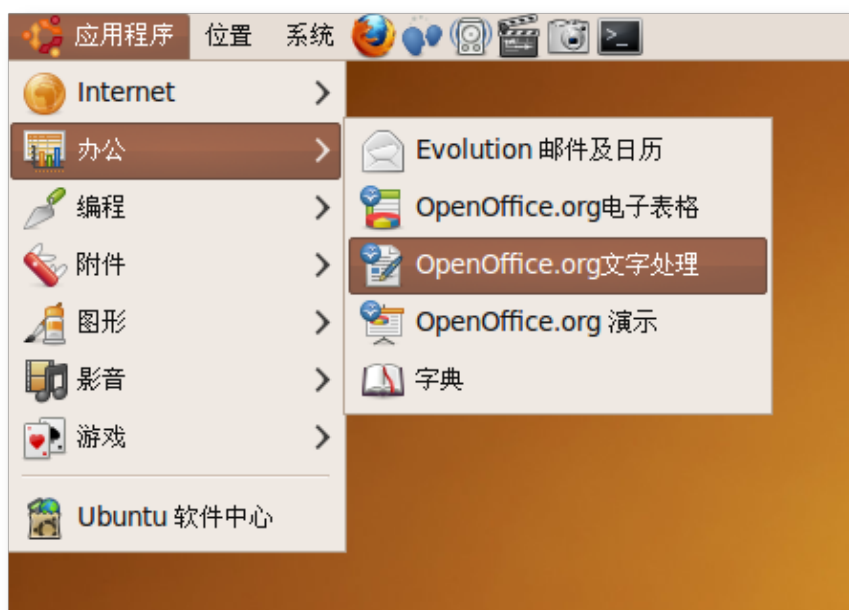 应用程序 位置 系统
Internet
办公
编程
附件
图形
影音
游戏
Ubuntu 软件中心
Evolution 邮件及日历
OpenOffice.org电子表格
OpenOffice.org文字处理
OpenOffice.org 演示
字典